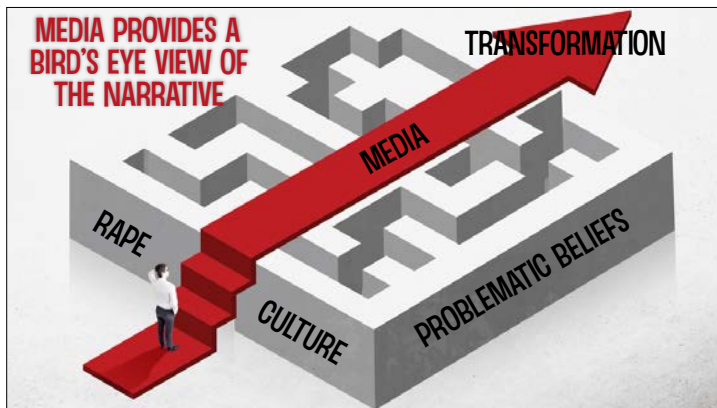 MEDIA PROVIDES A
BIRD'S EYE VIEW OF
THE NARRATIVE
TRANSFORMATION
MEDIA
RAPE
CULTURE
PROBLEMATIC BELIEFS